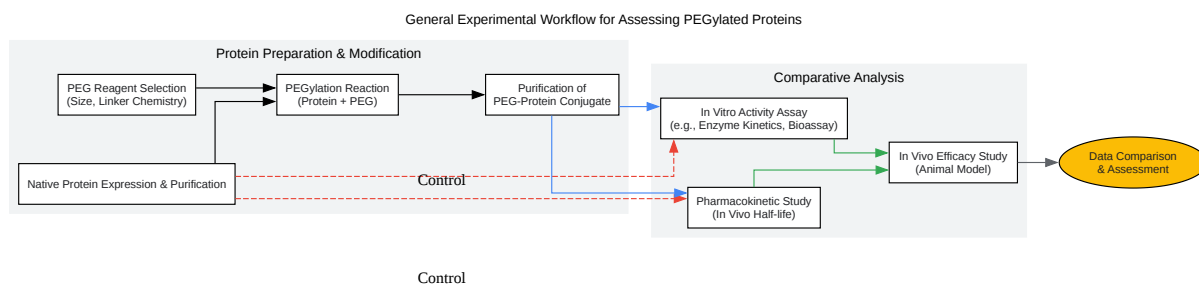 General Experimental Workflow for Assessing PEGylated Proteins
Protein Preparation & Modification
PEG Reagent Selection
(Size, Linker Chemistry)
PEGylation Reaction
(Protein + PEG)
Purification of
PEG-Protein Conjugate
Native Protein Expression & Purification
Control
Control
Comparative Analysis
In Vitro Activity Assay
(e.g., Enzyme Kinetics, Bioassay)
Pharmacokinetic Study
(In Vivo Half-life)
In Vivo Efficacy Study
(Animal Model)
Data Comparison
& Assessment